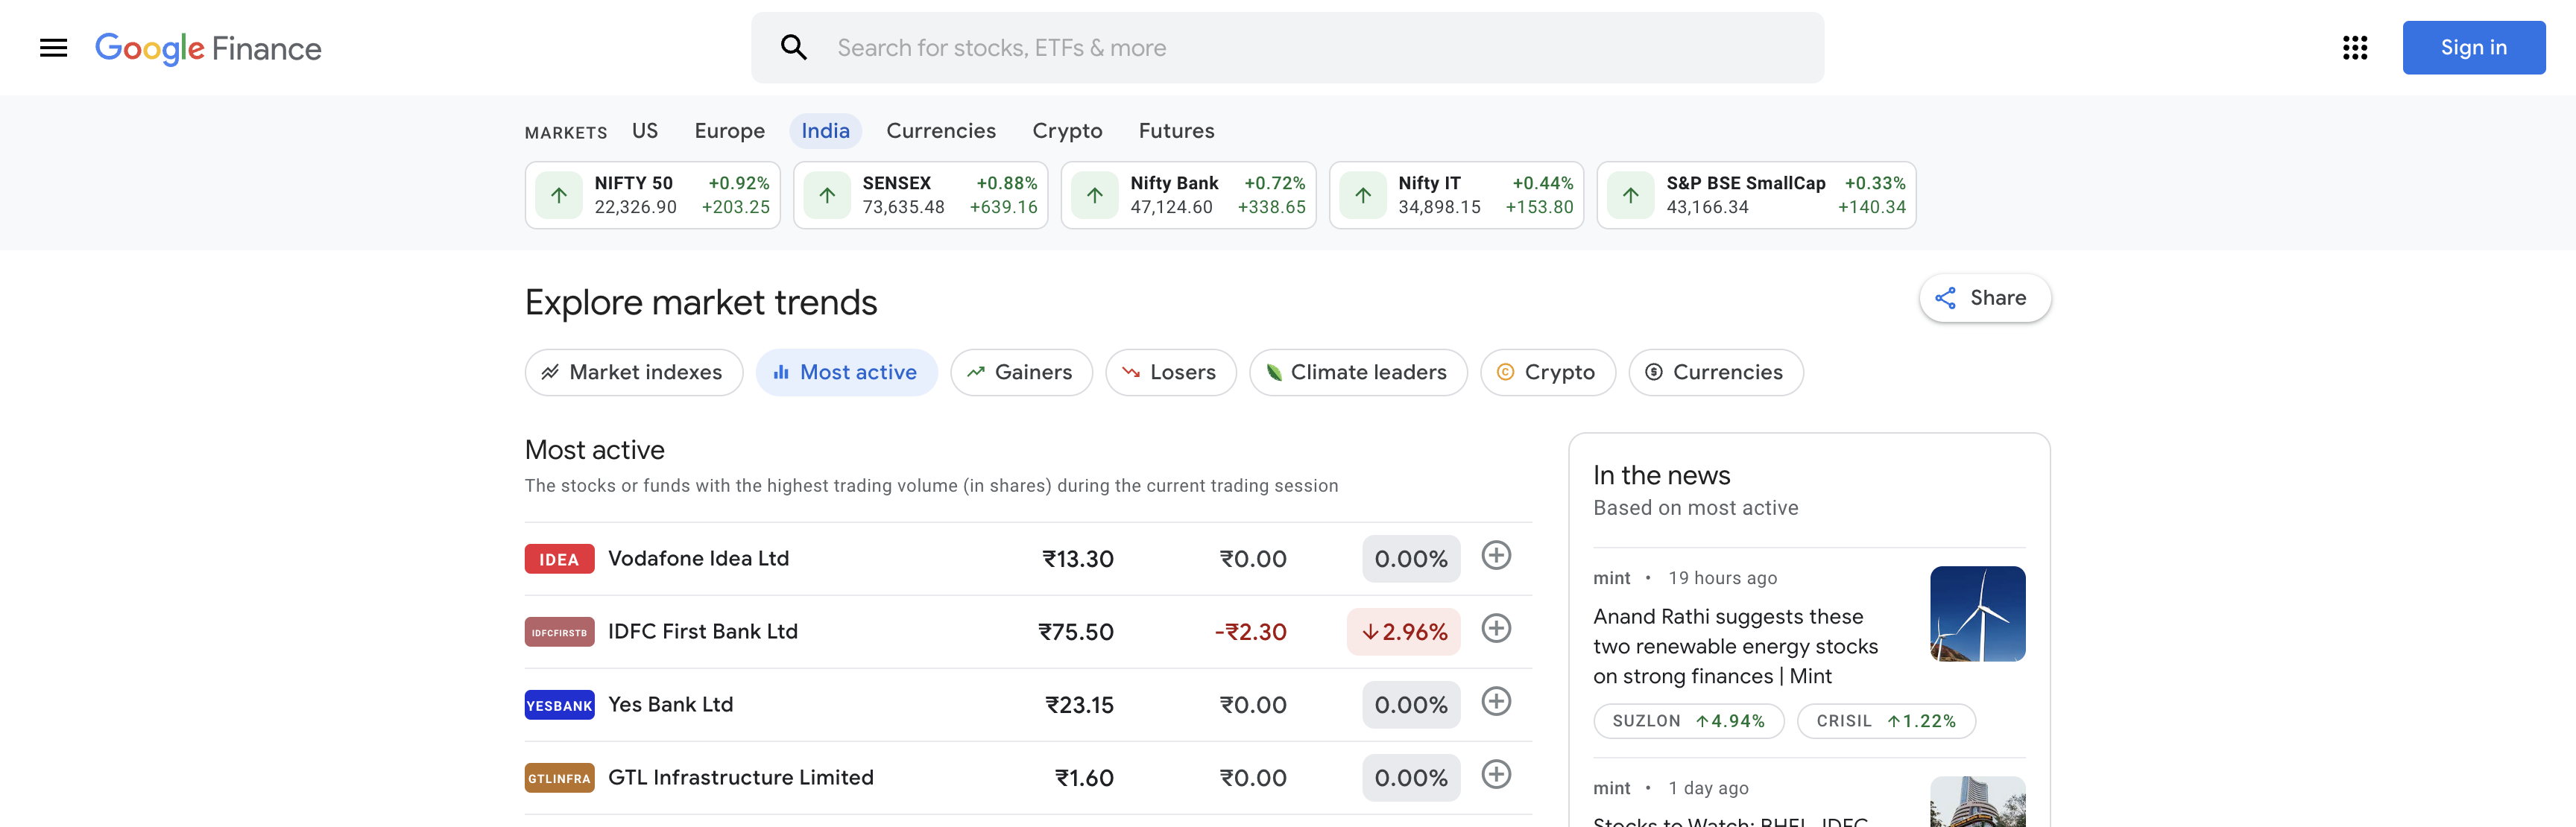 Google Finance
Search for stocks, ETFs & more
Sign in
MARKETS US Europe India Currencies Crypto Futures
NIFTY 50 +0.92%
22,326.90 +203.25
SENSEX +0.88%
73,635.48 +639.16
Nifty Bank +0.72%
47,124.60 +338.65
Nifty IT +0.44%
34,898.15 +153.80
S&P BSE SmallCap +0.33%
43,166.34 +140.34
Explore market trends
Share
Market indexes
Most active
Gainers
Losers
Climate leaders
Crypto
Currencies
Most active
The stocks or funds with the highest trading volume (in shares) during the current trading session
IDEA Vodafone Idea Ltd ₹13.30 ₹0.00 0.00%
IDFCFIRSTB IDFC First Bank Ltd ₹75.50 -₹2.30 ↓2.96%
YESBANK Yes Bank Ltd ₹23.15 ₹0.00 0.00%
GTLINFRA GTL Infrastructure Limited ₹1.60 ₹0.00 0.00%
In the news
Based on most active
mint • 19 hours ago
Anand Rathi suggests these
two renewable energy stocks
on strong finances | Mint
SUZLON ↑4.94% CRISIL ↑1.22%
mint • 1 day ago
Stocks to Watch: BHEL, IDFC